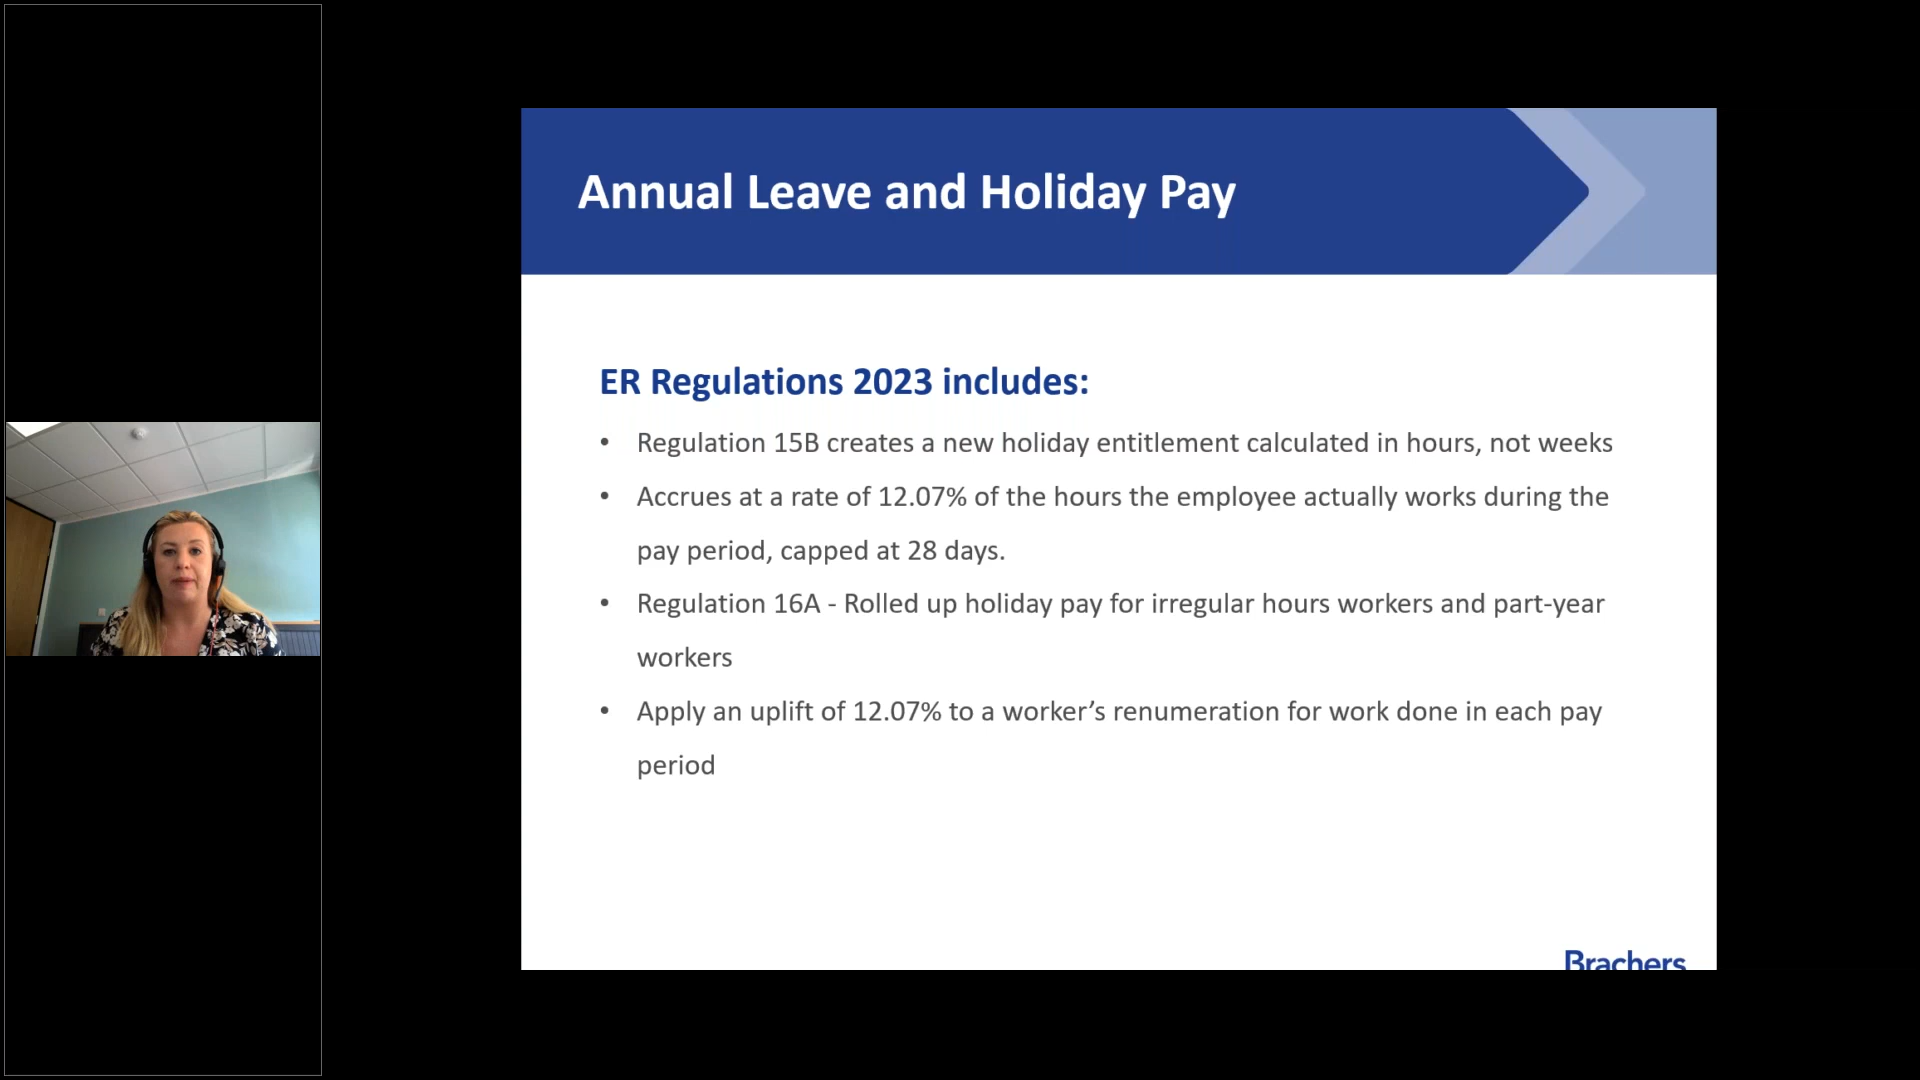 Annual Leave and Holiday Pay
ER Regulations 2023 includes:
• Regulation 15B creates a new holiday entitlement calculated in hours, not weeks
• Accrues at a rate of 12.07% of the hours the employee actually works during the
pay period, capped at 28 days.
• Regulation 16A - Rolled up holiday pay for irregular hours workers and part-year
workers
• Apply an uplift of 12.07% to a worker’s renumeration for work done in each pay
period
Brachers